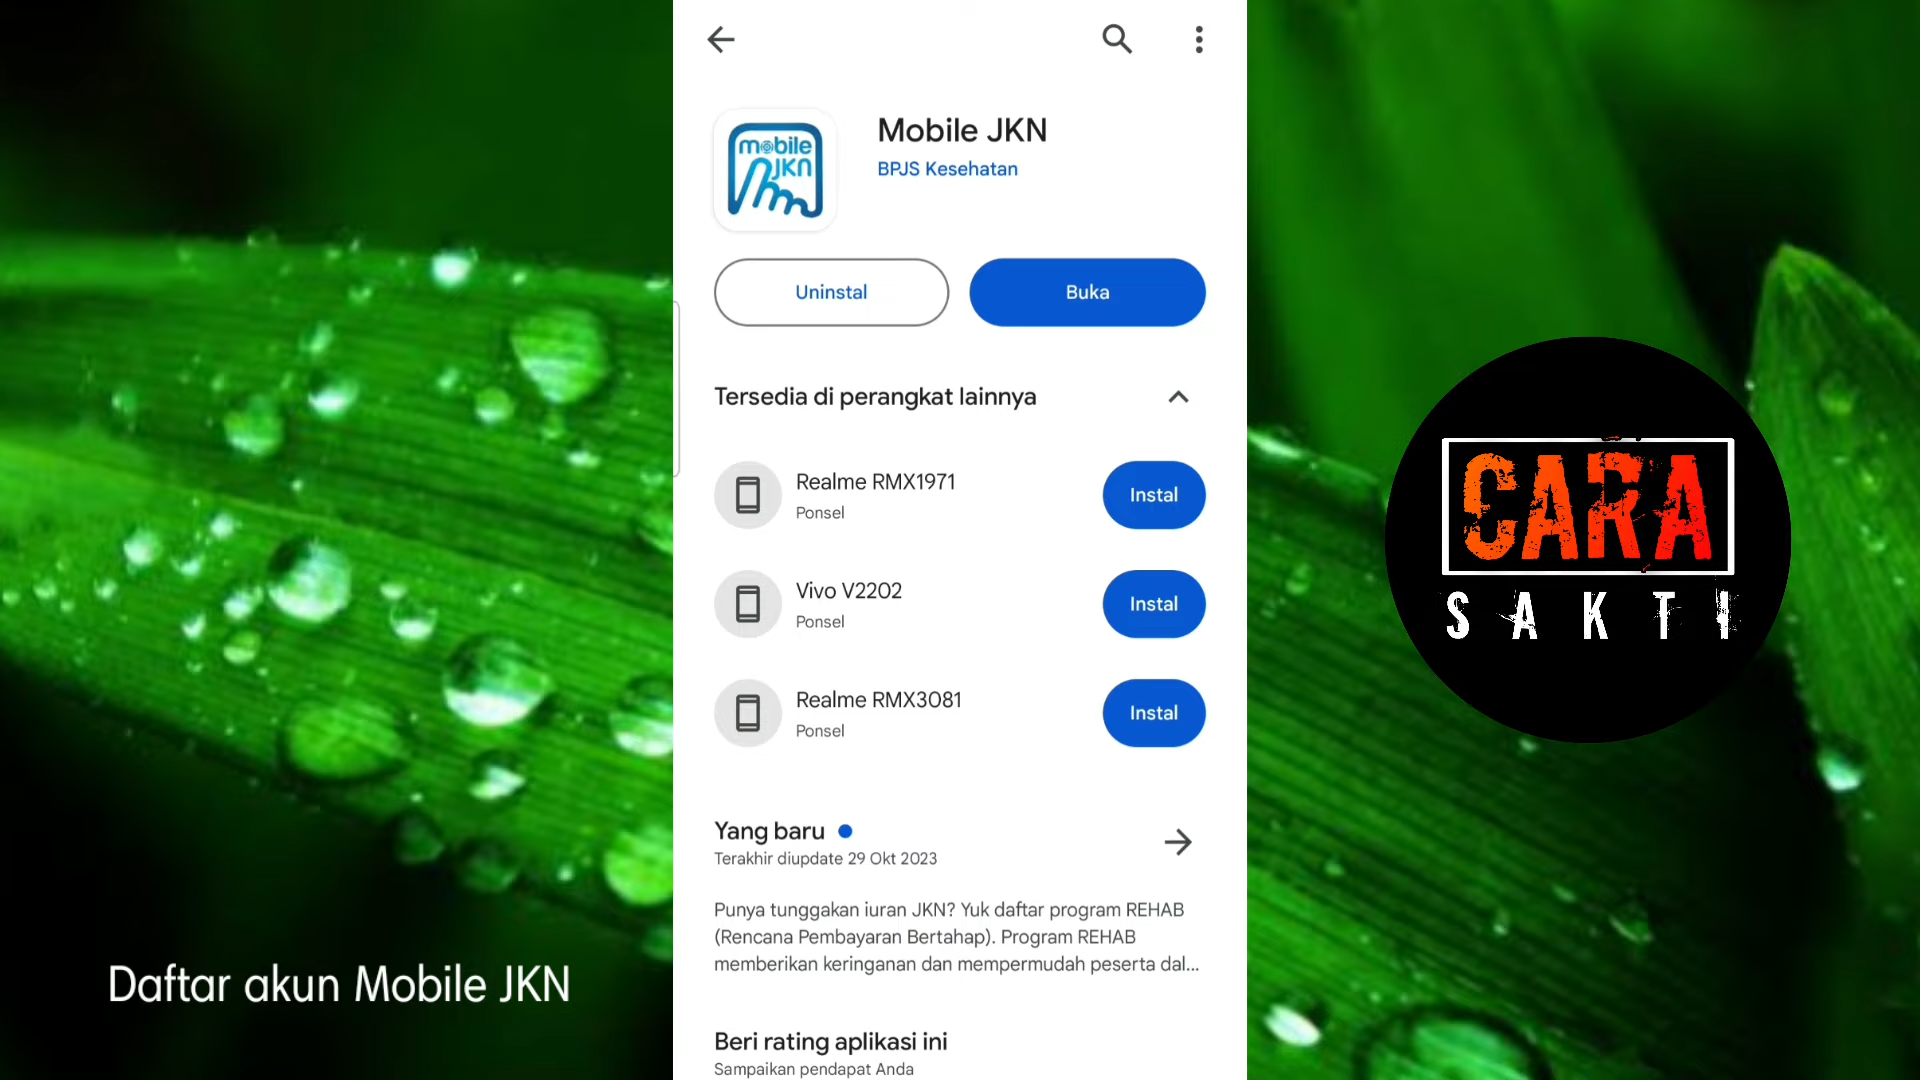 Mobile JKN
BPJS Kesehatan
mobile
JKN
Uninstal
Buka
Tersedia di perangkat lainnya
Realme RMX1971
Ponsel
Instal
Vivo V2202
Ponsel
Instal
Realme RMX3081
Ponsel
Instal
Yang baru
Terakhir diupdate 29 Okt 2023
Punya tunggakan iuran JKN? Yuk daftar program REHAB
(Rencana Pembayaran Bertahap). Program REHAB
memberikan keringanan dan mempermudah peserta dal...
Beri rating aplikasi ini
Sampaikan pendapat Anda
Daftar akun Mobile JKN
CARA
SAKTI